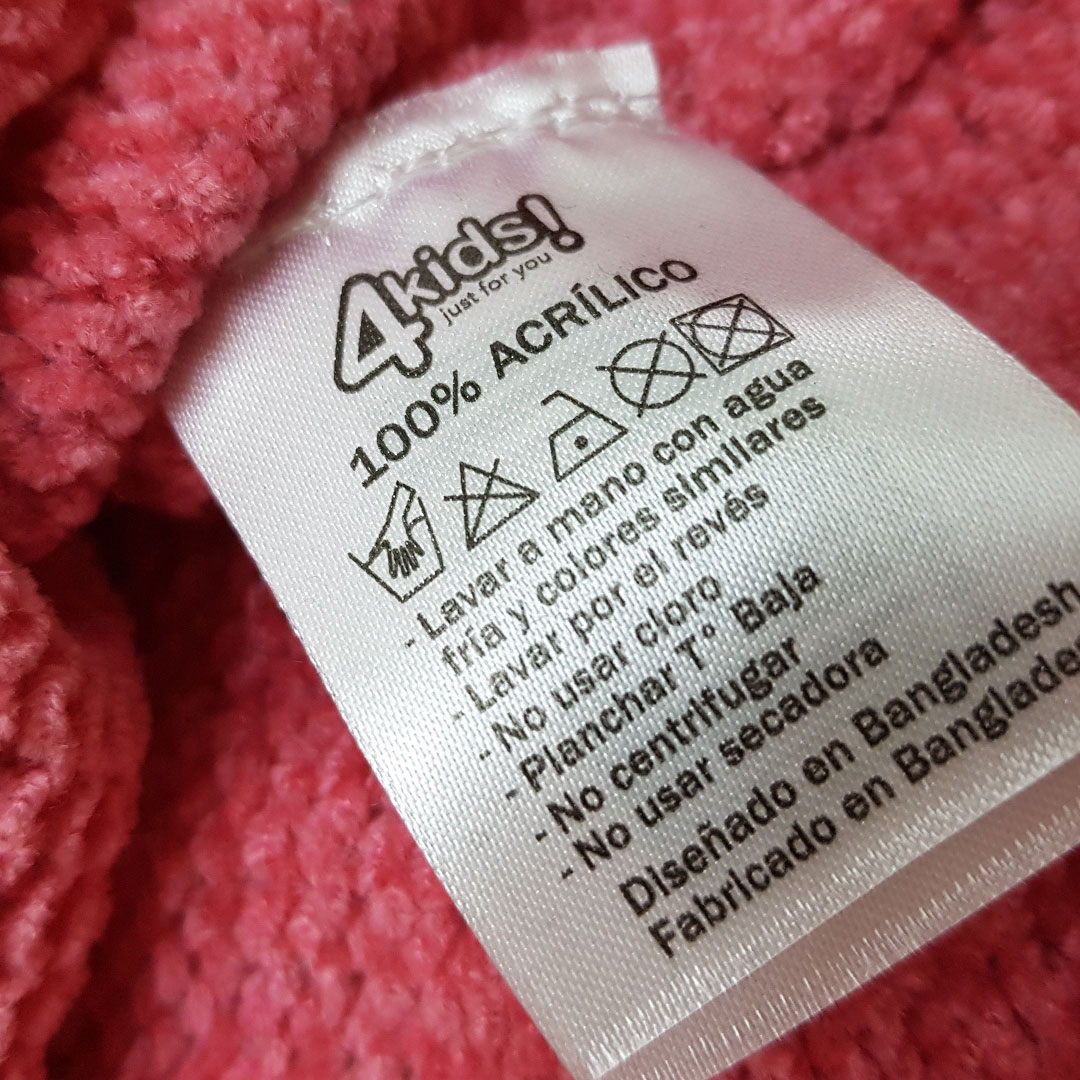 4kids!
just for you
100% ACRÍLICO
- Lavar a mano con agua
fría y colores similares
- Lavar por el revés
- No usar cloro
- Planchar T° Baja
- No centrifugar
- No usar secadora
Diseñado en Bangladesh
Fabricado en